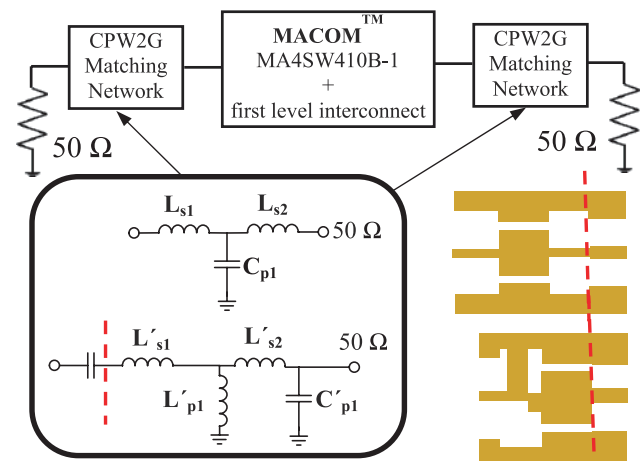 CPW2G
Matching
Network
MACOM™
MA4SW410B-1
+
first level interconnect
CPW2G
Matching
Network
50 Ω
50 Ω
Ls1
Ls2
50 Ω
Cp1
L´s1
L´s2
50 Ω
L´p1
C´p1